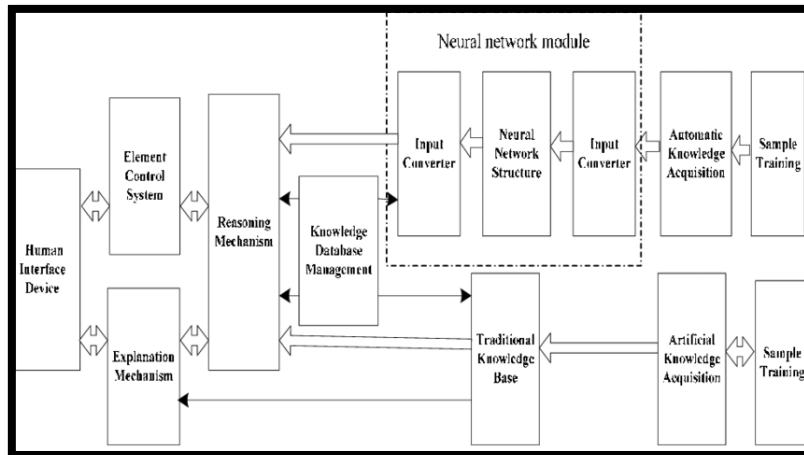 Neural network module
Element
Control
System
Reasoning
Mechanism
Input
Converter
Neural
Network
Structure
Input
Converter
Automatic
Knowledge
Acquisition
Sample
Training
Human
Interface
Device
Knowledge
Database
Management
Explanation
Mechanism
Traditional
Knowledge
Base
Artificial
Knowledge
Acquisition
Sample
Training